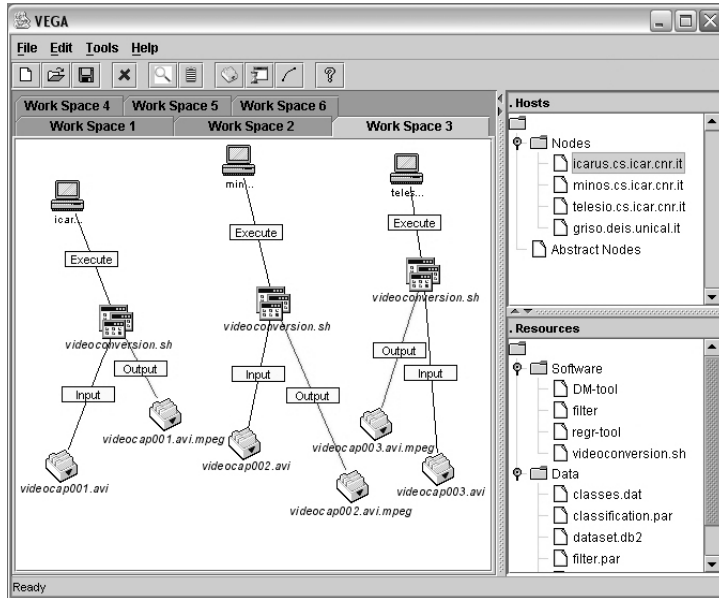 VEGA
File Edit Tools Help
Work Space 4 Work Space 5 Work Space 6
Work Space 1 Work Space 2 Work Space 3
icar...
min...
teles...
Execute
Execute
Execute
videoconversion.sh
videoconversion.sh
videoconversion.sh
Input
Output
Input
Output
Output
Input
videocap001.avi
videocap001.avi.mpeg
videocap002.avi
videocap002.avi.mpeg
videocap003.avi.mpeg
videocap003.avi
. Hosts
Nodes
icarus.cs.icar.cnr.it
minos.cs.icar.cnr.it
telesio.cs.icar.cnr.it
griso.deis.unical.it
Abstract Nodes
. Resources
Software
DM-tool
filter
regr-tool
videoconversion.sh
Data
classes.dat
classification.par
dataset.db2
filter.par
Ready